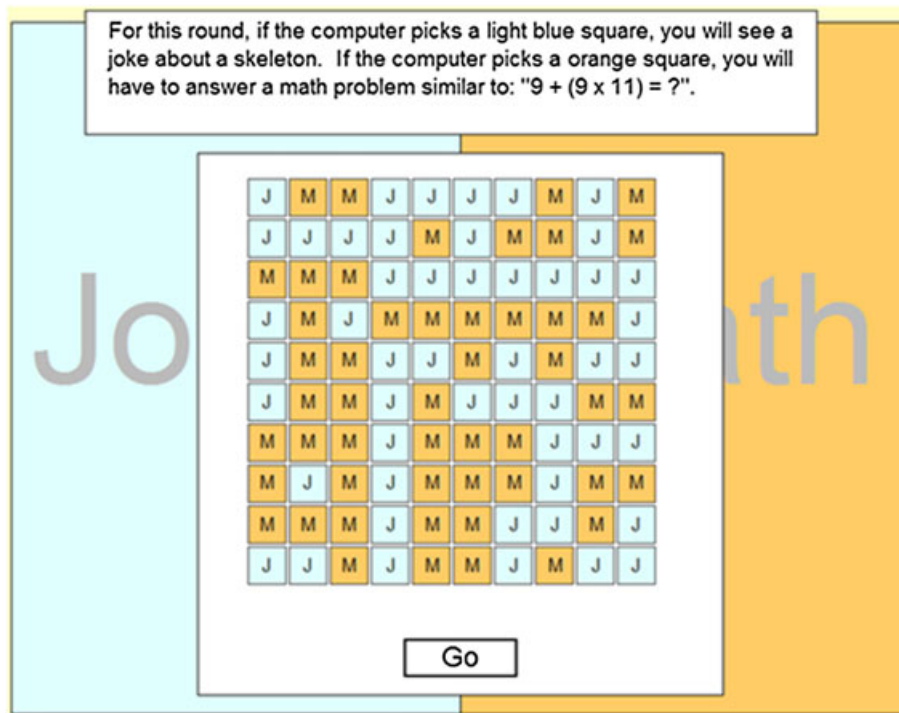 For this round, if the computer picks a light blue square, you will see a
joke about a skeleton. If the computer picks a orange square, you will
have to answer a math problem similar to: "9 + (9 x 11) = ?".
J M M J J J J M J M
J J J J M J M M J M
M M M J J J J J J J
J M J M M M M M M J
J M M J J M J M J J
J M M J M J J J M M
M M M J M M M J J J
M J M J M M M J M M
M M M J M M J J M J
J J M J M M J M J J
Jo ath
Go